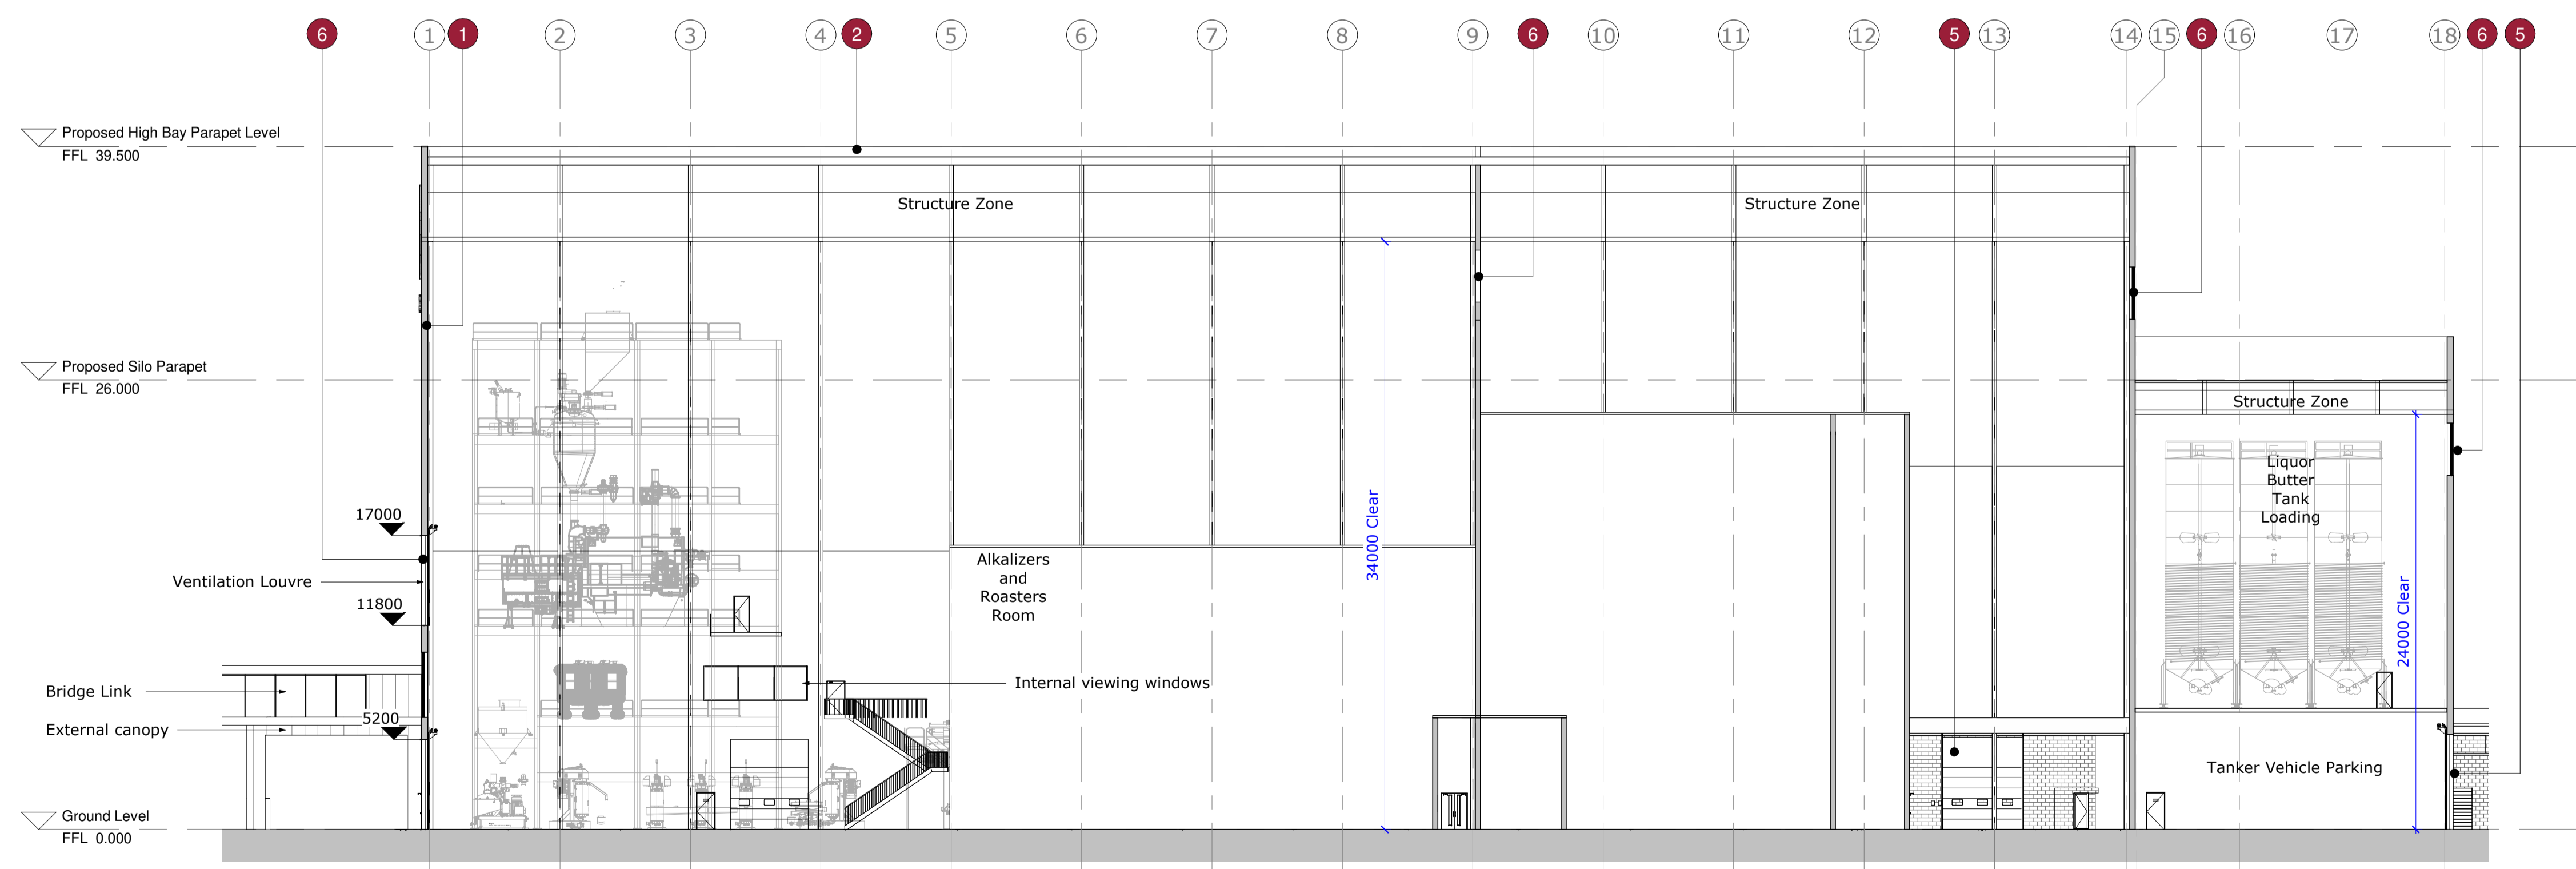 6 1 1 2 3 4 2 5 6 7 8 9 6 10 11 12 5 13 14 15 6 16 17 18 6 5
Proposed High Bay Parapet Level
FFL 39.500
Structure Zone
Structure Zone
Proposed Silo Parapet
FFL 26.000
Structure Zone
Liquor
Butter
Tank
Loading
17000
34000 Clear
Alkalizers
and
Roasters
Room
Ventilation Louvre
11800
24000 Clear
Internal viewing windows
Bridge Link
5200
External canopy
Tanker Vehicle Parking
Ground Level
FFL 0.000